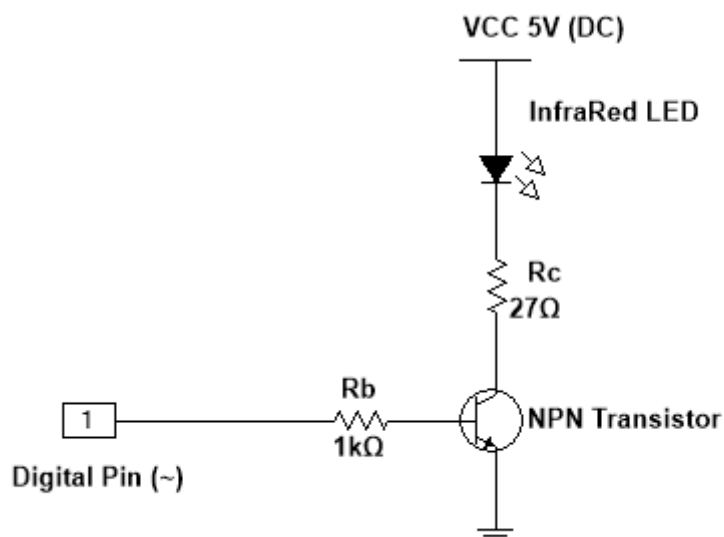 VCC 5V (DC)
InfraRed LED
Rc
27Ω
Rb
1kΩ
NPN Transistor
1
Digital Pin (~)